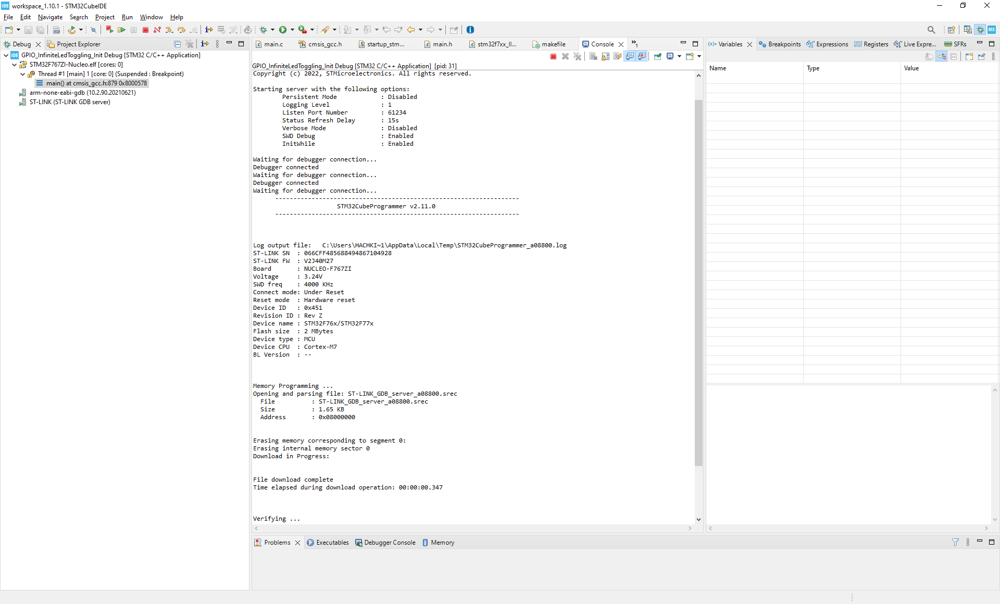 workspace_1.10.1 - STM32CubeIDE
File Edit Navigate Search Project Run Window Help
Debug Project Explorer
GPIO_InfiniteLedToggling_Init Debug [STM32 C/C++ Application]
STM32F767ZI-Nucleo.elf [cores: 0]
Thread #1 [main] 1 [core: 0] (Suspended : Breakpoint)
main() at cmsis_gcc.h:879 0x8000578
arm-none-eabi-gdb (10.2.90.20210621)
ST-LINK (ST-LINK GDB server)
main.c cmsis_gcc.h startup_stm... main.h stm32f7xx_ll... makefile Console »1
GPIO_InfiniteLedToggling_Init Debug [STM32 C/C++ Application] [pid: 31]
Copyright (c) 2022, STMicroelectronics. All rights reserved.
Starting server with the following options:
Persistent Mode : Disabled
Logging Level : 1
Listen Port Number : 61234
Status Refresh Delay : 15s
Verbose Mode : Disabled
SWD Debug : Enabled
InitWhile : Enabled
Waiting for debugger connection...
Debugger connected
Waiting for debugger connection...
Debugger connected
Waiting for debugger connection...
-------------------------------------------------------------------
STM32CubeProgrammer v2.11.0
-------------------------------------------------------------------
Log output file: C:\Users\HACHKI~1\AppData\Local\Temp\STM32CubeProgrammer_a08800.log
ST-LINK SN : 066CFF485688494867104928
ST-LINK FW : V2J40M27
Board : NUCLEO-F767ZI
Voltage : 3.24V
SWD freq : 4000 KHz
Connect mode: Under Reset
Reset mode : Hardware reset
Device ID : 0x451
Revision ID : Rev Z
Device name : STM32F76x/STM32F77x
Flash size : 2 MBytes
Device type : MCU
Device CPU : Cortex-M7
BL Version : --
Memory Programming ...
Opening and parsing file: ST-LINK_GDB_server_a08800.srec
File : ST-LINK_GDB_server_a08800.srec
Size : 1.65 KB
Address : 0x08000000
Erasing memory corresponding to segment 0:
Erasing internal memory sector 0
Download in Progress:
File download complete
Time elapsed during download operation: 00:00:00.347
Verifying ...
Problems Executables Debugger Console Memory
(x)= Variables Breakpoints Expressions Registers Live Expre... SFRs
Name Type Value